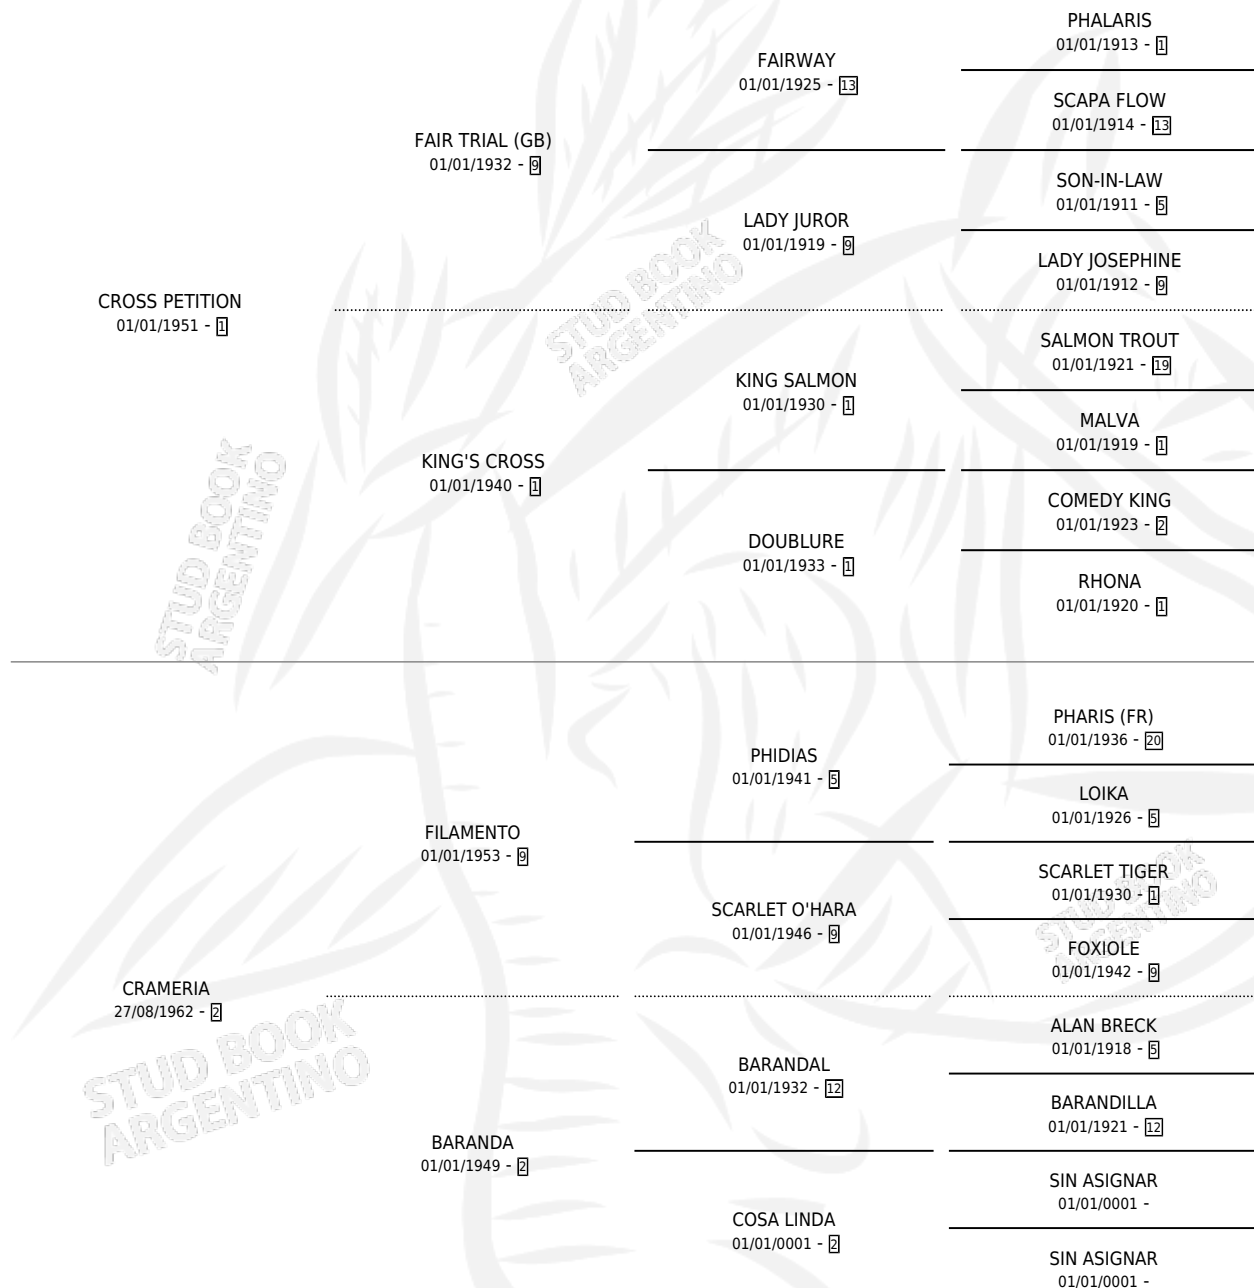 PHALARIS
01/01/1913 - 1
FAIRWAY
01/01/1925 - 13
SCAPA FLOW
01/01/1914 - 13
FAIR TRIAL (GB)
01/01/1932 - 9
SON-IN-LAW
01/01/1911 - 5
LADY JUROR
01/01/1919 - 9
LADY JOSEPHINE
01/01/1912 - 9
CROSS PETITION
01/01/1951 - 1
SALMON TROUT
01/01/1921 - 19
KING SALMON
01/01/1930 - 1
MALVA
01/01/1919 - 1
KING'S CROSS
01/01/1940 - 1
COMEDY KING
01/01/1923 - 2
DOUBLURE
01/01/1933 - 1
RHONA
01/01/1920 - 1
STUD BOOK
ARGENTINO
STUD BOOK
ARGENTINO
PHARIS (FR)
01/01/1936 - 20
PHIDIAS
01/01/1941 - 5
LOIKA
01/01/1926 - 5
FILAMENTO
01/01/1953 - 9
SCARLET TIGER
01/01/1930 - 1
SCARLET O'HARA
01/01/1946 - 9
FOXIOLE
01/01/1942 - 9
CRAMERIA
27/08/1962 - 2
ALAN BRECK
01/01/1918 - 5
BARANDAL
01/01/1932 - 12
BARANDILLA
01/01/1921 - 12
BARANDA
01/01/1949 - 2
SIN ASIGNAR
01/01/0001 -
COSA LINDA
01/01/0001 - 2
SIN ASIGNAR
01/01/0001 -
STUD BOOK
ARGENTINO
STUD BOOK
ARGENTINO